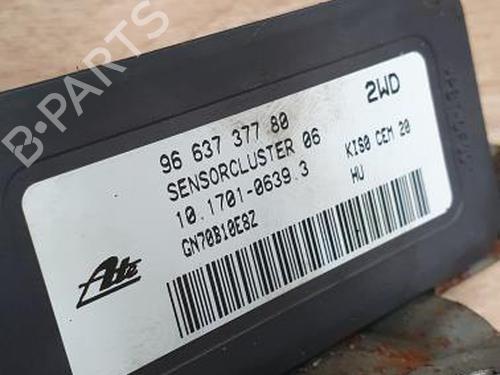 B-PARTS
2WD
96 637 377 80
SENSORCLUSTER 06
KIS0 CEM 20
10.1701-0639.3
HU
GN70B10E8Z
Ate